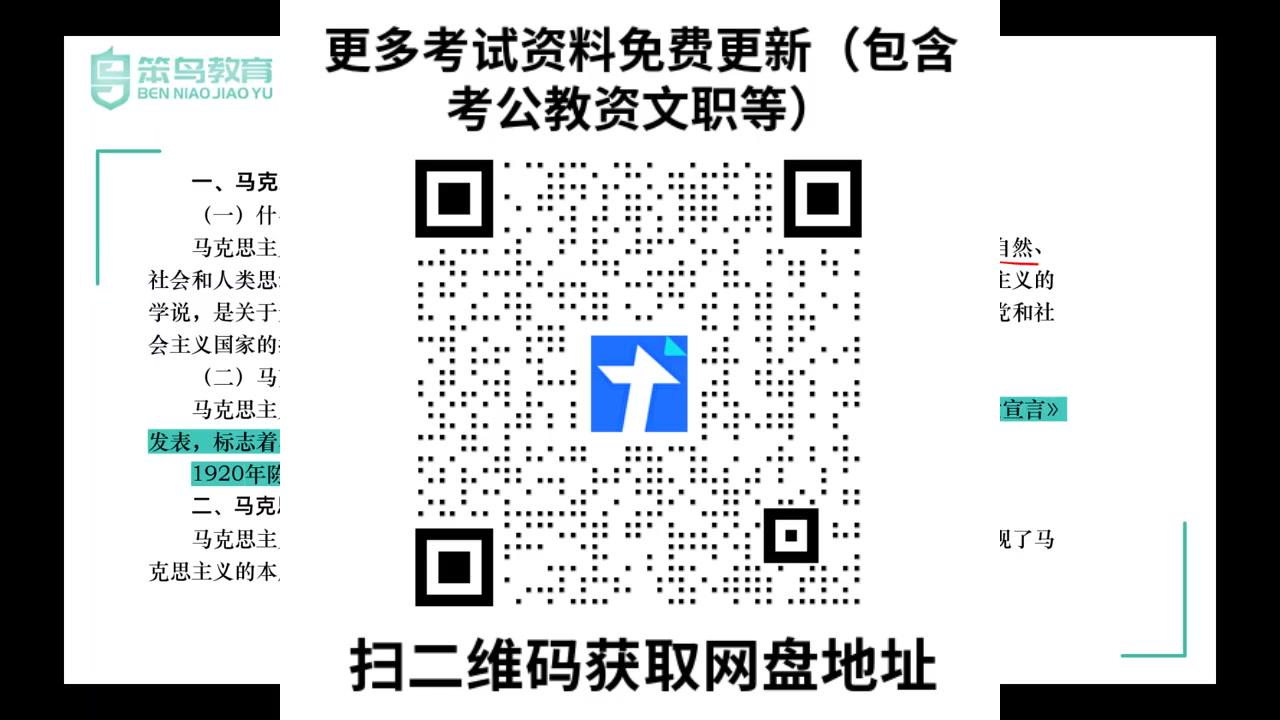 笨鸟教育
BEN NIAO JIAO YU
更多考试资料免费更新（包含
考公教资文职等）
一、马克
（一）什
马克思主
自然、
社会和人类思
主义的
学说，是关于
党和社
会主义国家的
（二）马
马克思主
宣言》
发表，标志着
1920年陈
二、马克思
马克思主
现了马
克思主义的本
扫二维码获取网盘地址